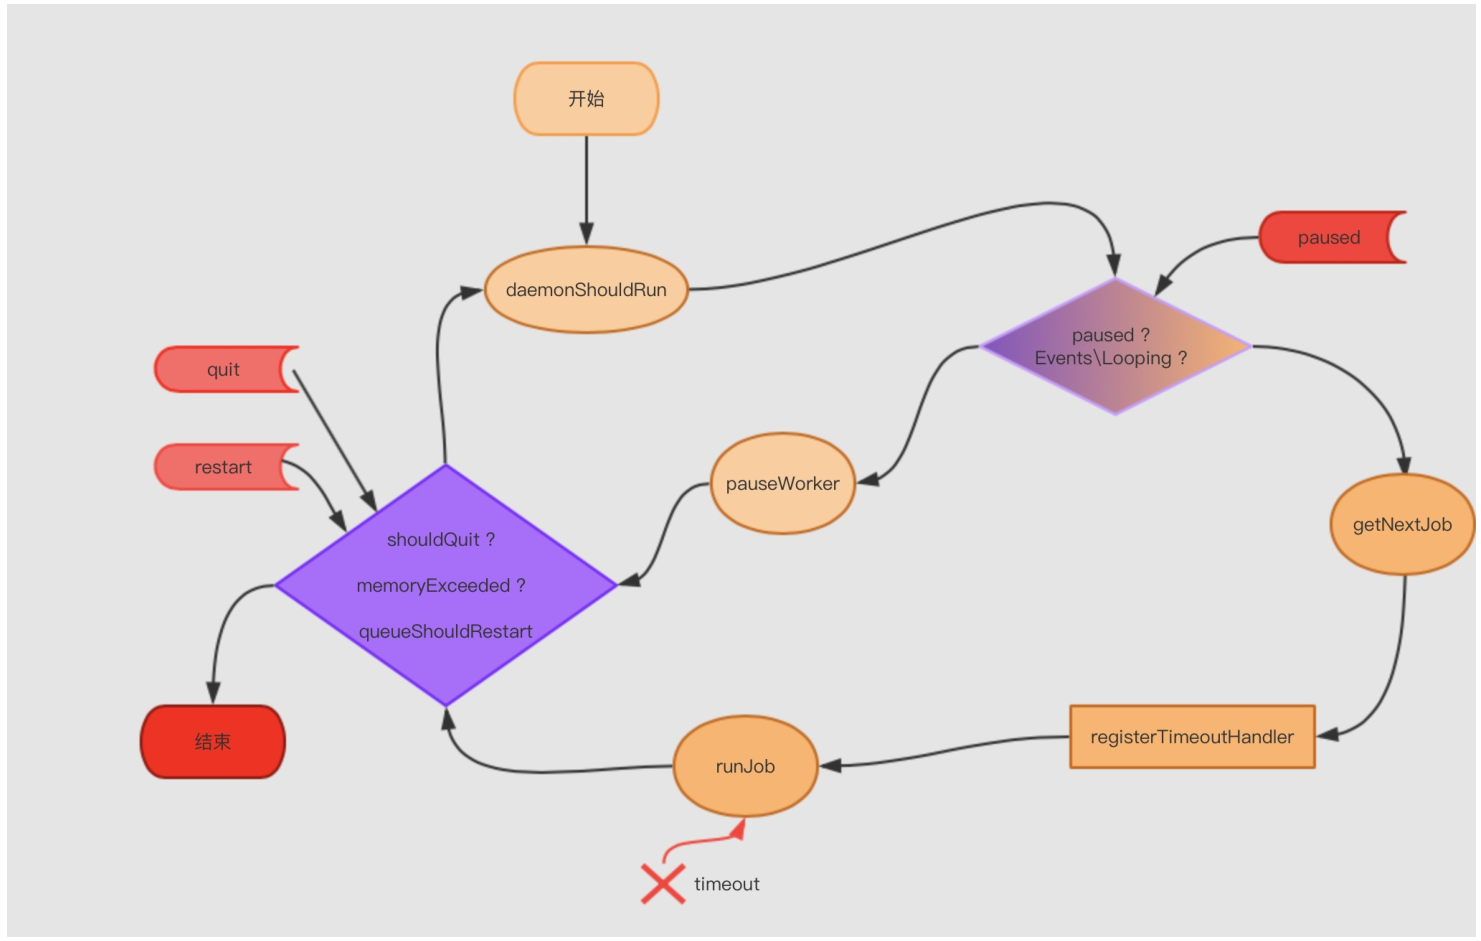 开始
daemonShouldRun
paused
paused ?
Events\Looping ?
quit
restart
pauseWorker
getNextJob
shouldQuit ?
memoryExceeded ?
queueShouldRestart
结束
registerTimeoutHandler
runJob
timeout